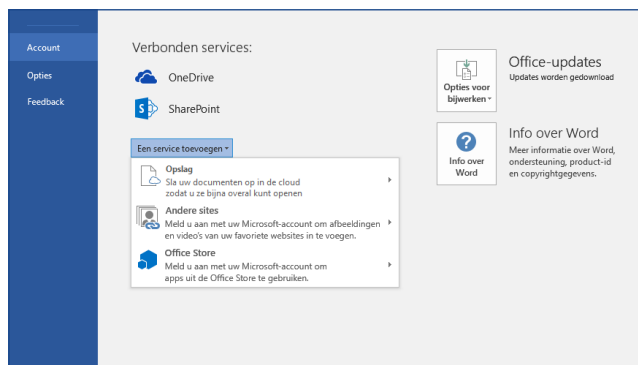 Account
Opties
Feedback
Verbonden services:
OneDrive
SharePoint
Een service toevoegen
Opslag
Sla uw documenten op in de cloud
zodat u ze bijna overal kunt openen
Andere sites
Meld u aan met uw Microsoft-account om afbeeldingen
en video's van uw favoriete websites in te voegen.
Office Store
Meld u aan met uw Microsoft-account om
apps uit de Office Store te gebruiken.
Opties voor
bijwerken
Office-updates
Updates worden gedownload
Info over
Word
Info over Word
Meer informatie over Word,
ondersteuning, product-id
en copyrightgegevens.